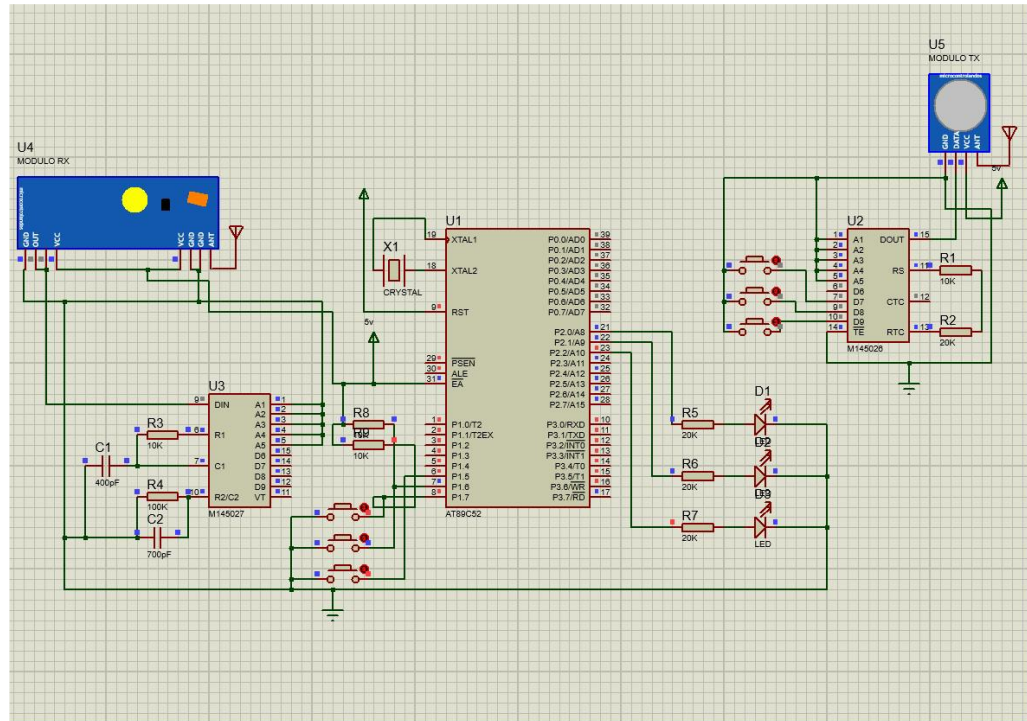 U4
MODULO RX
GND
OUT
VCC
VCC
GND
GND
ANT
U5
MODULO TX
microcontrolandos
GND
DATA
VCC
ANT
5v
X1
CRYSTAL
5v
U1
19 XTAL1
18 XTAL2
9 RST
29 PSEN
30 ALE
31 EA
1 P1.0/T2
2 P1.1/T2EX
3 P1.2
4 P1.3
5 P1.4
6 P1.5
7 P1.6
8 P1.7
P0.0/AD0 39
P0.1/AD1 38
P0.2/AD2 37
P0.3/AD3 36
P0.4/AD4 35
P0.5/AD5 34
P0.6/AD6 33
P0.7/AD7 32
P2.0/A8 21
P2.1/A9 22
P2.2/A10 23
P2.3/A11 24
P2.4/A12 25
P2.5/A13 26
P2.6/A14 27
P2.7/A15 28
P3.0/RXD 10
P3.1/TXD 11
P3.2/INT0 12
P3.3/INT1 13
P3.4/T0 14
P3.5/T1 15
P3.6/WR 16
P3.7/RD 17
AT89C52
U2
1 A1
2 A2
3 A3
4 A4
5 A5
6 D6
7 D7
9 D8
10 D9
14 TE
DOUT 15
RS 11
CTC 12
RTC 13
M145026
R1
10K
R2
20K
U3
9 DIN
6 R1
7 C1
10 R2/C2
A1 1
A2 2
A3 3
A4 4
A5 5
D6 15
D7 14
D8 13
D9 12
VT 11
M145027
R3
10K
C1
400pF
R4
100K
C2
700pF
R8
R9
10K
R5
20K
R6
20K
R7
20K
D1
D2
D3
LED